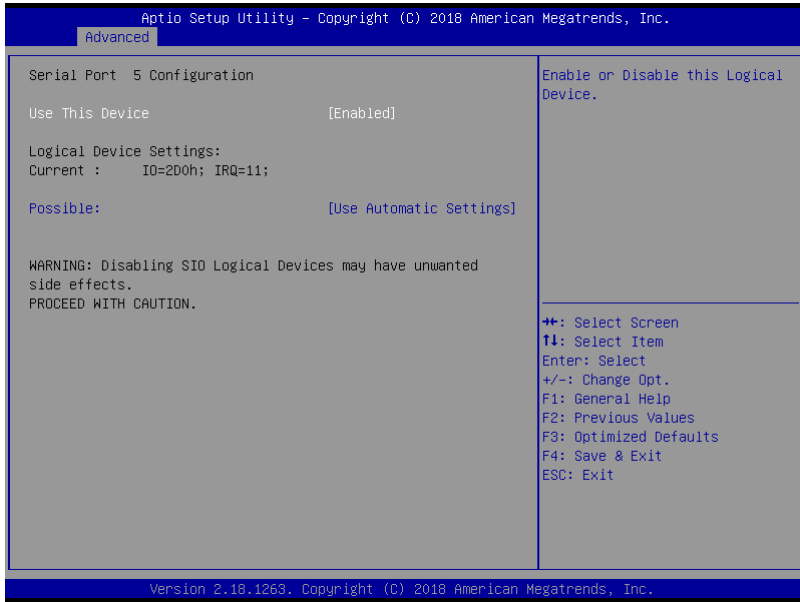 Aptio Setup Utility – Copyright (C) 2018 American Megatrends, Inc.
Advanced
Serial Port 5 Configuration
Use This Device [Enabled]
Logical Device Settings:
Current : IO=2D0h; IRQ=11;
Possible: [Use Automatic Settings]
WARNING: Disabling SIO Logical Devices may have unwanted
side effects.
PROCEED WITH CAUTION.
Enable or Disable this Logical
Device.
→←: Select Screen
↑↓: Select Item
Enter: Select
+/-: Change Opt.
F1: General Help
F2: Previous Values
F3: Optimized Defaults
F4: Save & Exit
ESC: Exit
Version 2.18.1263. Copyright (C) 2018 American Megatrends, Inc.